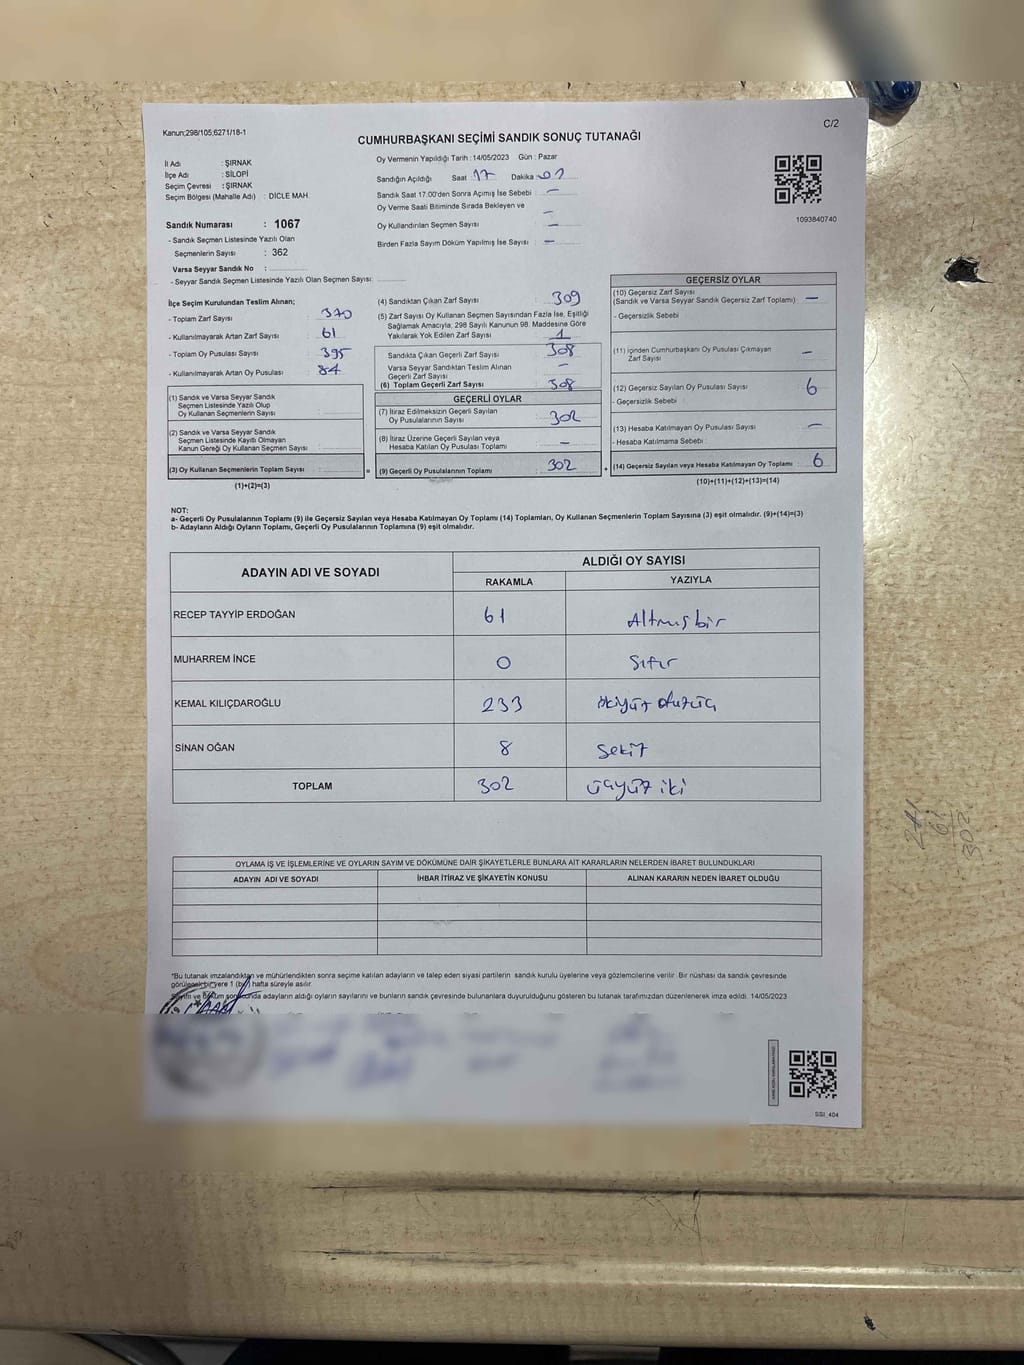 Kanun;298/105;6271/18-1
C/2
CUMHURBAŞKANI SEÇİMİ SANDIK SONUÇ TUTANAĞI
İl Adı : ŞIRNAK
İlçe Adı : SİLOPİ
Seçim Çevresi : ŞIRNAK
Seçim Bölgesi (Mahalle Adı) : DİCLE MAH.
Sandık Numarası : 1067
- Sandık Seçmen Listesinde Yazılı Olan
Seçmenlerin Sayısı : 362
Varsa Seyyar Sandık No :
- Seyyar Sandık Listesinde Yazılı Olan Seçmen Sayısı:
Oy Vermenin Yapıldığı Tarih : 14/05/2023 Gün : Pazar
Sandığın Açıldığı Saat 17 Dakika 01
Sandık Saat 17.00'den Sonra Açılmış İse Sebebi : —
Oy Verme Saati Bitiminde Sırada Bekleyen ve
Oy Kullandırılan Seçmen Sayısı : —
Birden Fazla Sayım Döküm Yapılmış İse Sayısı : —
1093840740
İlçe Seçim Kurulundan Teslim Alınan;
- Toplam Zarf Sayısı : 370
- Kullanılmayarak Artan Zarf Sayısı : 61
- Toplam Oy Pusulası Sayısı : 395
- Kullanılmayarak Artan Oy Pusulası : 84
(1) Sandık ve Varsa Seyyar Sandık
Seçmen Listesinde Yazılı Olup
Oy Kullanan Seçmenlerin Sayısı :
(2) Sandık ve Varsa Seyyar Sandık
Seçmen Listesinde Kayıtlı Olmayan
Kanun Gereği Oy Kullanan Seçmen Sayısı :
(3) Oy Kullanan Seçmenlerin Toplam Sayısı :
(1)+(2)=(3)
(4) Sandıktan Çıkan Zarf Sayısı : 309
(5) Zarf Sayısı Oy Kullanan Seçmen Sayısından Fazla İse, Eşitliği
Sağlamak Amacıyla, 298 Sayılı Kanunun 98. Maddesine Göre
Yakılarak Yok Edilen Zarf Sayısı : 1
Sandıkta Çıkan Geçerli Zarf Sayısı : 308
Varsa Seyyar Sandıktan Teslim Alınan
Geçerli Zarf Sayısı : —
(6) Toplam Geçerli Zarf Sayısı : 308
GEÇERLİ OYLAR
(7) İtiraz Edilmeksizin Geçerli Sayılan
Oy Pusulalarının Sayısı : 302
(8) İtiraz Üzerine Geçerli Sayılan veya
Hesaba Katılan Oy Pusulası Toplamı : —
= (9) Geçerli Oy Pusulalarının Toplamı : 302
GEÇERSİZ OYLAR
(10) Geçersiz Zarf Sayısı
(Sandık ve Varsa Seyyar Sandık Geçersiz Zarf Toplamı) : —
- Geçersizlik Sebebi :
(11) İçinden Cumhurbaşkanı Oy Pusulası Çıkmayan
Zarf Sayısı : —
(12) Geçersiz Sayılan Oy Pusulası Sayısı : 6
- Geçersizlik Sebebi :
(13) Hesaba Katılmayan Oy Pusulası Sayısı : —
- Hesaba Katılmama Sebebi :
+ (14) Geçersiz Sayılan veya Hesaba Katılmayan Oy Toplamı : 6
(10)+(11)+(12)+(13)=(14)
NOT:
a- Geçerli Oy Pusulalarının Toplamı (9) ile Geçersiz Sayılan veya Hesaba Katılmayan Oy Toplamı (14) Toplamları, Oy Kullanan Seçmenlerin Toplam Sayısına (3) eşit olmalıdır. (9)+(14)=(3)
b- Adayların Aldığı Oyların Toplamı, Geçerli Oy Pusulalarının Toplamına (9) eşit olmalıdır.
ADAYIN ADI VE SOYADI ALDIĞI OY SAYISI
RAKAMLA YAZIYLA
RECEP TAYYİP ERDOĞAN 61 Altmışbir
MUHARREM İNCE 0 Sıfır
KEMAL KILIÇDAROĞLU 233 ikiyüz otuzüç
SİNAN OĞAN 8 Sekiz
TOPLAM 302 üçyüz iki
241
61
302
OYLAMA İŞ VE İŞLEMLERİNE VE OYLARIN SAYIM VE DÖKÜMÜNE DAİR ŞİKAYETLERLE BUNLARA AİT KARARLARIN NELERDEN İBARET BULUNDUKLARI
ADAYIN ADI VE SOYADI İHBAR İTİRAZ VE ŞİKAYETİN KONUSU ALINAN KARARIN NEDEN İBARET OLDUĞU
*Bu tutanak imzalandıktan ve mühürlendikten sonra seçime katılan adayların ve talep eden siyasi partilerin sandık kurulu üyelerine veya gözlemcilerine verilir. Bir nüshası da sandık çevresinde
görülecek bir yere 1 (bir) hafta süreyle asılır.
Sayım ve döküm sonucunda adayların aldığı oyların sayılarını ve bunların sandık çevresinde bulunanlara duyurulduğunu gösteren bu tutanak tarafımızdan düzenlenerek imza edildi. 14/05/2023
SSI_404